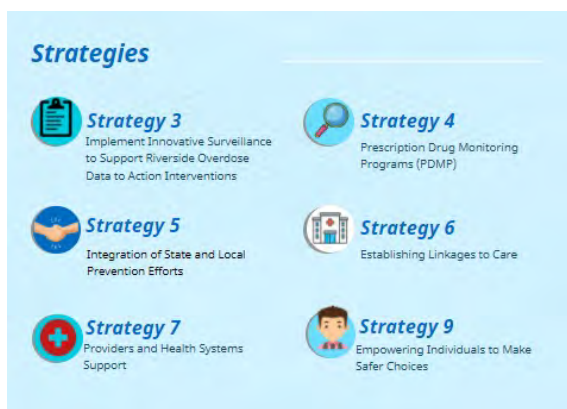 Strategies
Strategy 3
Implement Innovative Surveillance
to Support Riverside Overdose
Data to Action Interventions
Strategy 4
Prescription Drug Monitoring
Programs (PDMP)
Strategy 5
Integration of State and Local
Prevention Efforts
Strategy 6
Establishing Linkages to Care
Strategy 7
Providers and Health Systems
Support
Strategy 9
Empowering Individuals to Make
Safer Choices